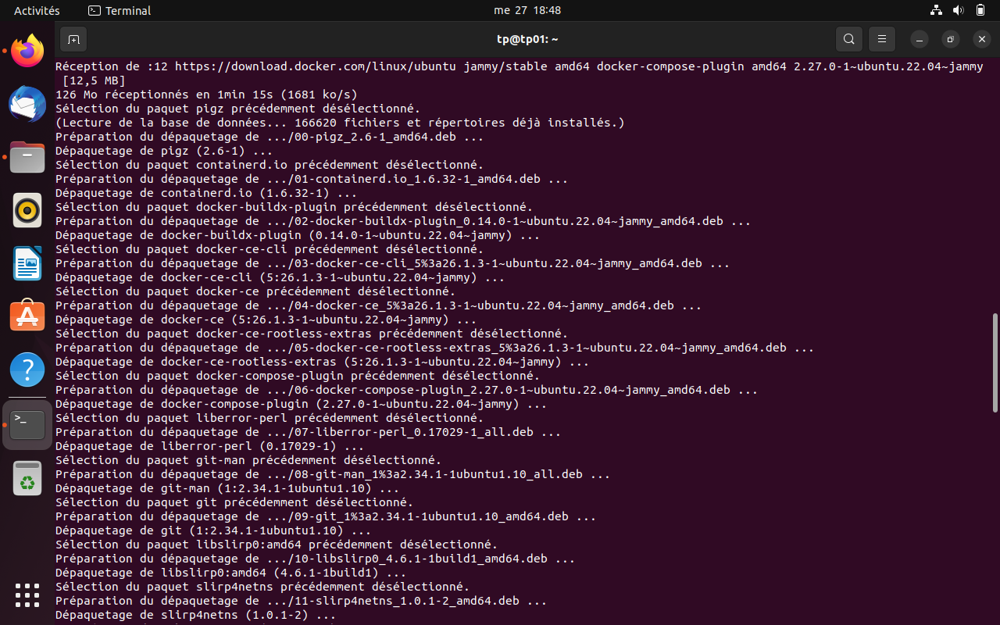 Activités
Terminal
me 27 18:48
tp@tp01: ~
Réception de :12 https://download.docker.com/linux/ubuntu jammy/stable amd64 docker-compose-plugin amd64 2.27.0-1~ubuntu.22.04~jammy
[12,5 MB]
126 Mo réceptionnés en 1min 15s (1681 ko/s)
Sélection du paquet pigz précédemment désélectionné.
(Lecture de la base de données... 166620 fichiers et répertoires déjà installés.)
Préparation du dépaquetage de .../00-pigz_2.6-1_amd64.deb ...
Dépaquetage de pigz (2.6-1) ...
Sélection du paquet containerd.io précédemment désélectionné.
Préparation du dépaquetage de .../01-containerd.io_1.6.32-1_amd64.deb ...
Dépaquetage de containerd.io (1.6.32-1) ...
Sélection du paquet docker-buildx-plugin précédemment désélectionné.
Préparation du dépaquetage de .../02-docker-buildx-plugin_0.14.0-1~ubuntu.22.04~jammy_amd64.deb ...
Dépaquetage de docker-buildx-plugin (0.14.0-1~ubuntu.22.04~jammy) ...
Sélection du paquet docker-ce-cli précédemment désélectionné.
Préparation du dépaquetage de .../03-docker-ce-cli_5%3a26.1.3-1~ubuntu.22.04~jammy_amd64.deb ...
Dépaquetage de docker-ce-cli (5:26.1.3-1~ubuntu.22.04~jammy) ...
Sélection du paquet docker-ce précédemment désélectionné.
Préparation du dépaquetage de .../04-docker-ce_5%3a26.1.3-1~ubuntu.22.04~jammy_amd64.deb ...
Dépaquetage de docker-ce (5:26.1.3-1~ubuntu.22.04~jammy) ...
Sélection du paquet docker-ce-rootless-extras précédemment désélectionné.
Préparation du dépaquetage de .../05-docker-ce-rootless-extras_5%3a26.1.3-1~ubuntu.22.04~jammy_amd64.deb ...
Dépaquetage de docker-ce-rootless-extras (5:26.1.3-1~ubuntu.22.04~jammy) ...
Sélection du paquet docker-compose-plugin précédemment désélectionné.
Préparation du dépaquetage de .../06-docker-compose-plugin_2.27.0-1~ubuntu.22.04~jammy_amd64.deb ...
Dépaquetage de docker-compose-plugin (2.27.0-1~ubuntu.22.04~jammy) ...
Sélection du paquet liberror-perl précédemment désélectionné.
Préparation du dépaquetage de .../07-liberror-perl_0.17029-1_all.deb ...
Dépaquetage de liberror-perl (0.17029-1) ...
Sélection du paquet git-man précédemment désélectionné.
Préparation du dépaquetage de .../08-git-man_1%3a2.34.1-1ubuntu1.10_all.deb ...
Dépaquetage de git-man (1:2.34.1-1ubuntu1.10) ...
Sélection du paquet git précédemment désélectionné.
Préparation du dépaquetage de .../09-git_1%3a2.34.1-1ubuntu1.10_amd64.deb ...
Dépaquetage de git (1:2.34.1-1ubuntu1.10) ...
Sélection du paquet libslirp0:amd64 précédemment désélectionné.
Préparation du dépaquetage de .../10-libslirp0_4.6.1-1build1_amd64.deb ...
Dépaquetage de libslirp0:amd64 (4.6.1-1build1) ...
Sélection du paquet slirp4netns précédemment désélectionné.
Préparation du dépaquetage de .../11-slirp4netns_1.0.1-2_amd64.deb ...
Dépaquetage de slirp4netns (1.0.1-2) ...